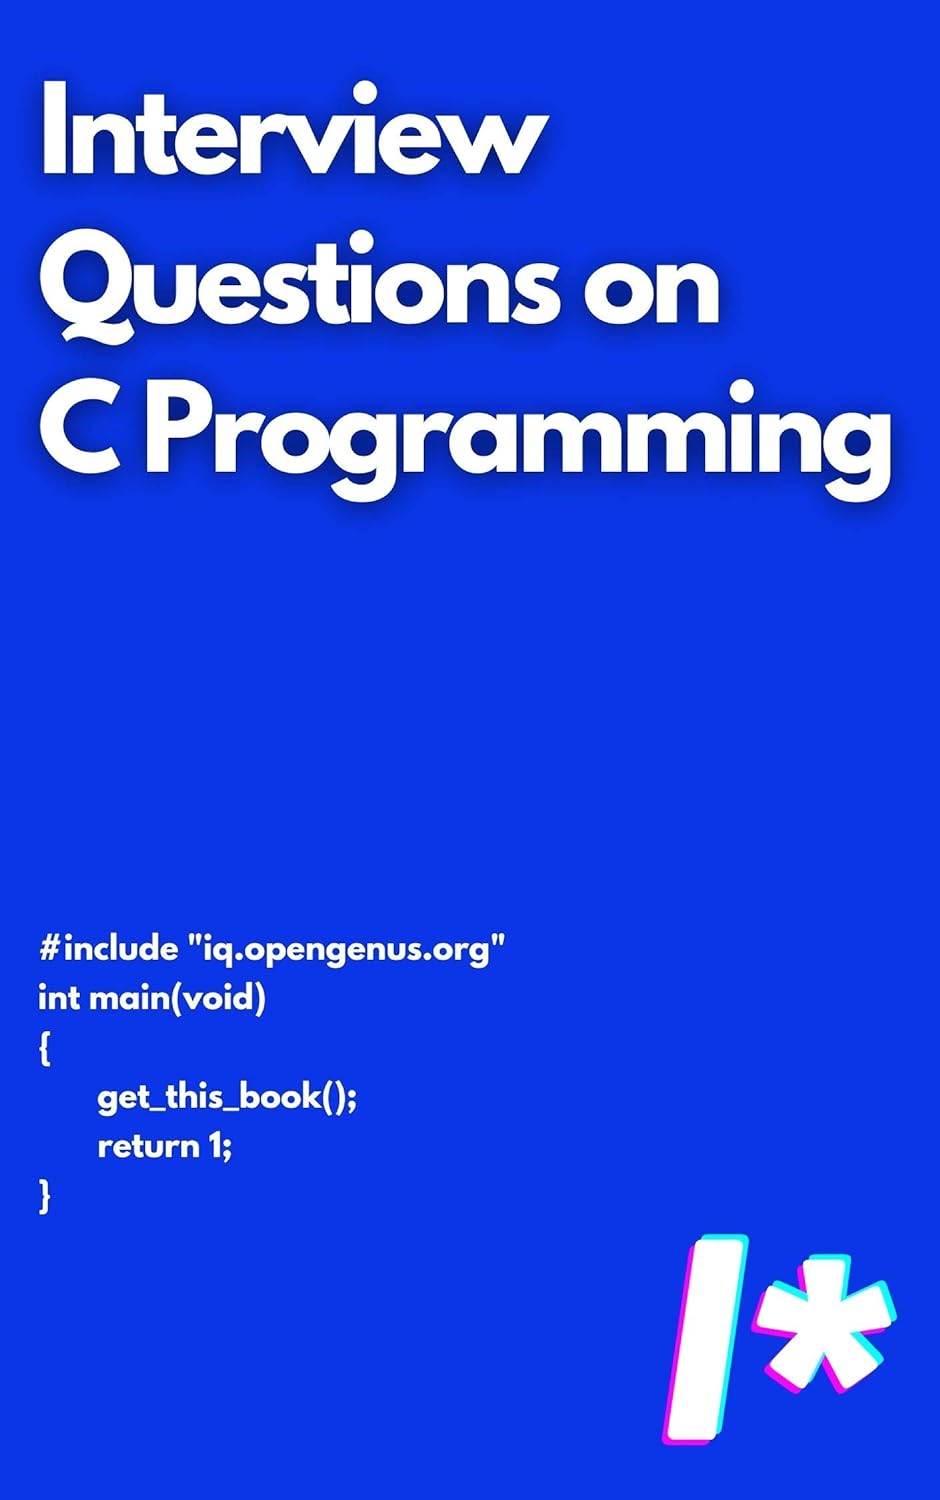 Interview
Questions on
C Programming
#include "iq.opengenus.org"
int main(void)
{
get_this_book();
return 1;
}
/*